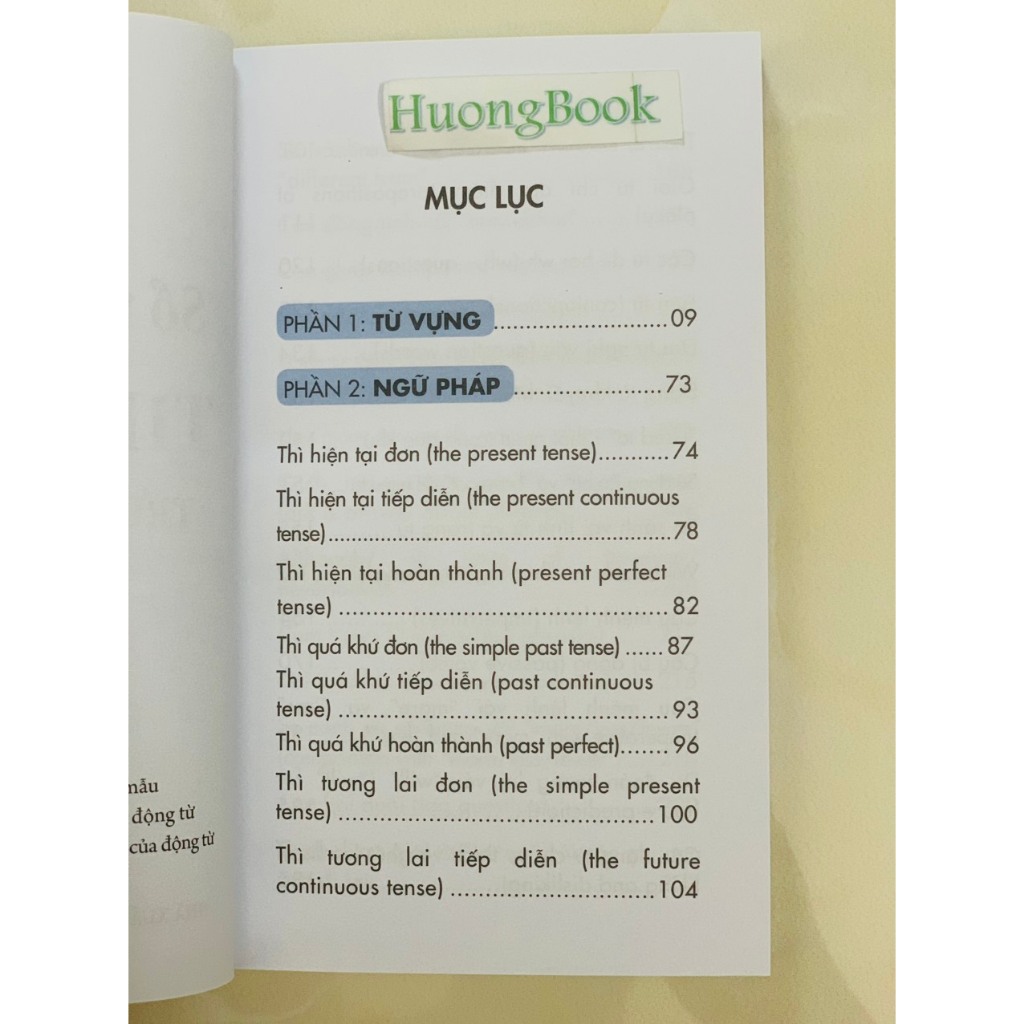 HuongBook
MỤC LỤC
PHẦN 1: TỪ VỰNG..........................09
PHẦN 2: NGỮ PHÁP......................73
Thì hiện tại đơn (the present tense)...........74
Thì hiện tại tiếp diễn (the present continuous
tense)....................................................78
Thì hiện tại hoàn thành (present perfect
tense) ..................................................82
Thì quá khứ đơn (the simple past tense) ......87
Thì quá khứ tiếp diễn (past continuous
tense) ..................................................93
Thì quá khứ hoàn thành (past perfect).......96
Thì tương lai đơn (the simple present
tense) ................................................100
Thì tương lai tiếp diễn (the future
continuous tense) ...............................104
mẫu
động từ
của động từ